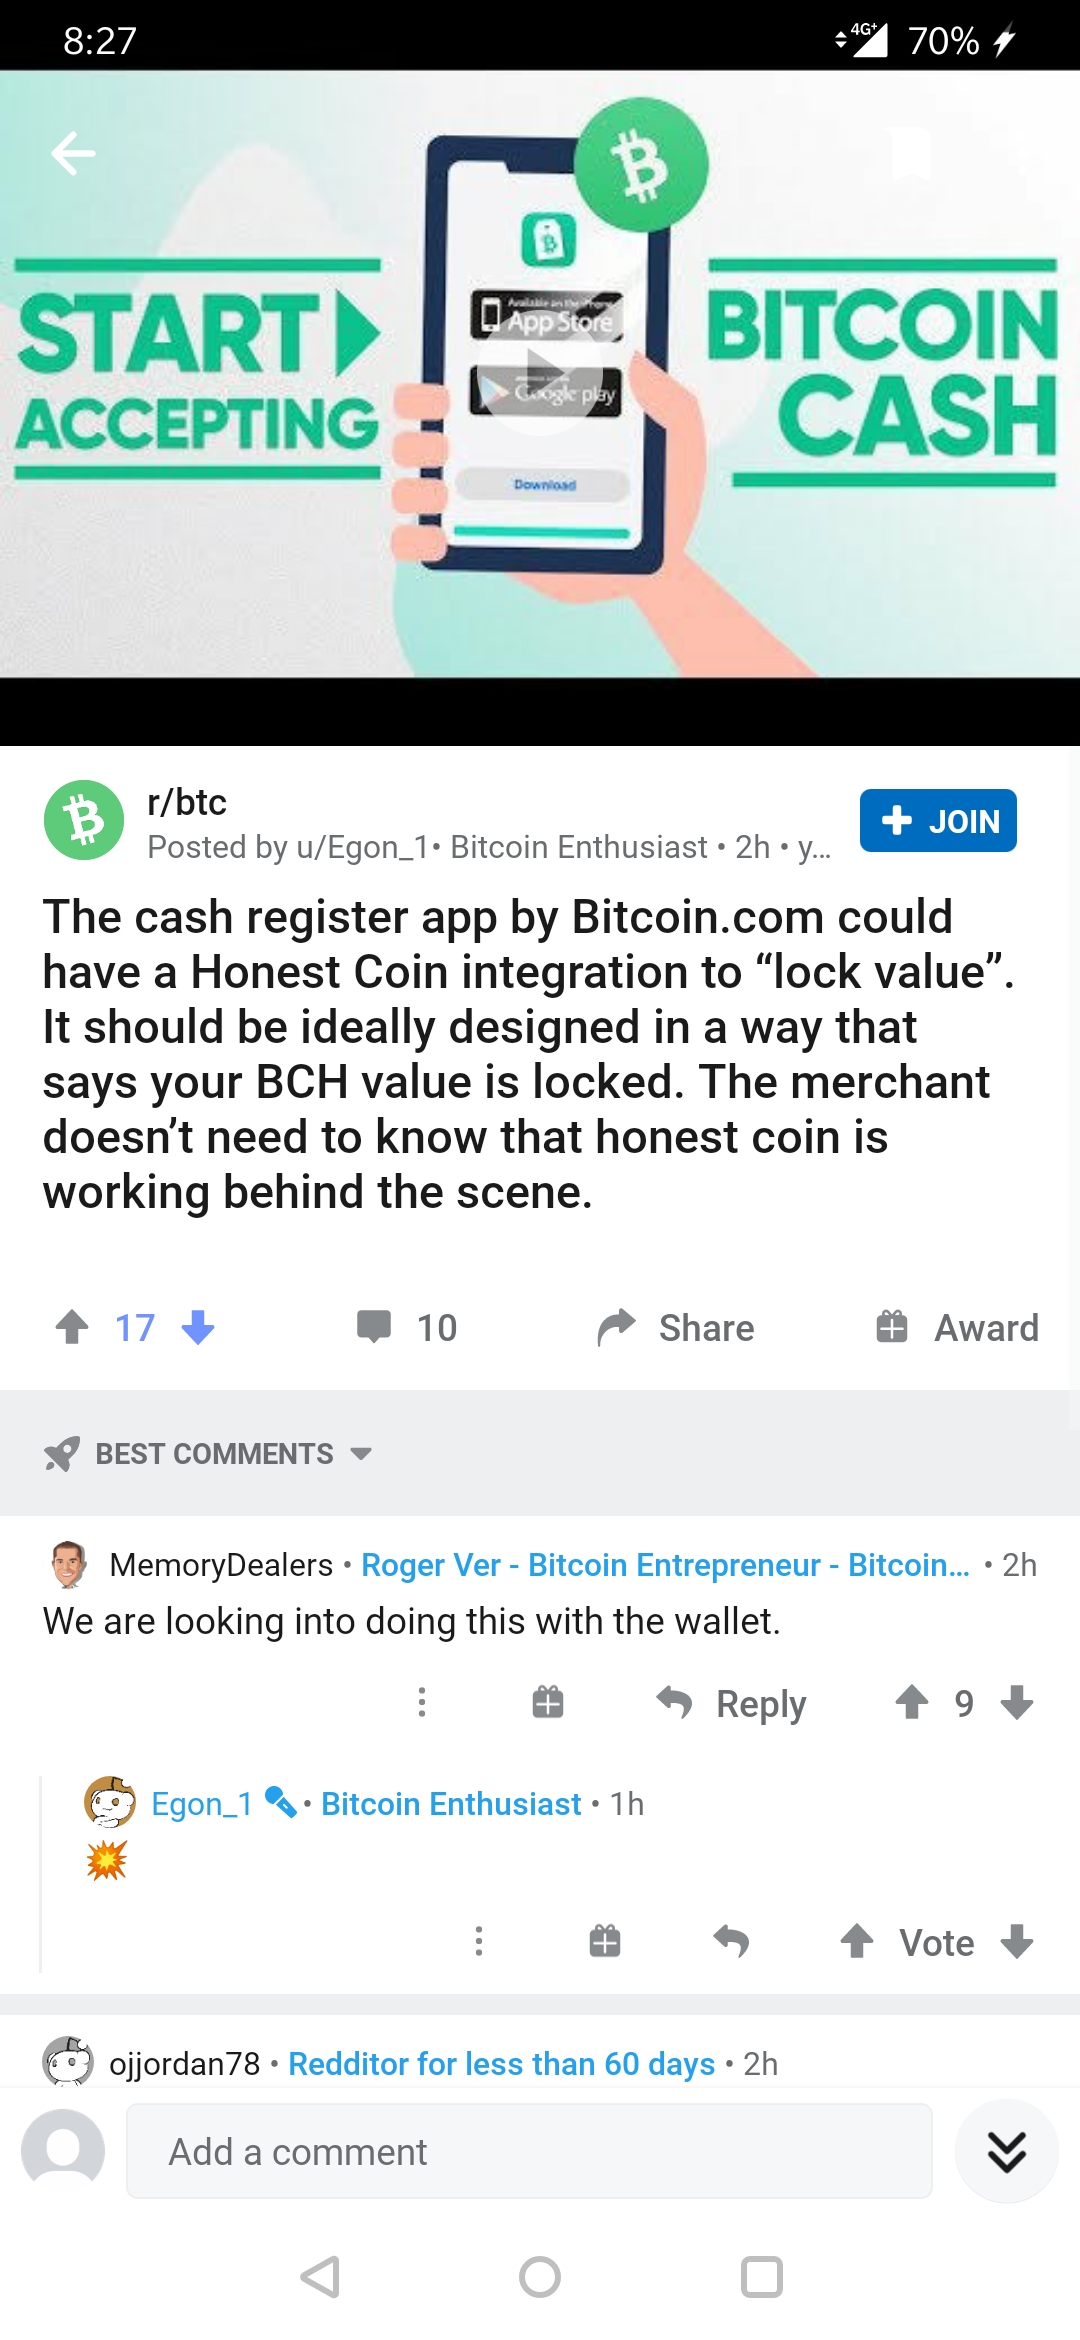 8:27
4G+ 70%
START
ACCEPTING
BITCOIN
CASH
Available on the iPhone
App Store
Google play
Download
r/btc
Posted by u/Egon_1• Bitcoin Enthusiast • 2h • y...
JOIN
The cash register app by Bitcoin.com could
have a Honest Coin integration to “lock value”.
It should be ideally designed in a way that
says your BCH value is locked. The merchant
doesn’t need to know that honest coin is
working behind the scene.
17
10
Share
Award
BEST COMMENTS
MemoryDealers • Roger Ver - Bitcoin Entrepreneur - Bitcoin... • 2h
We are looking into doing this with the wallet.
Reply
9
Egon_1 • Bitcoin Enthusiast • 1h
💥
Vote
ojjordan78 • Redditor for less than 60 days • 2h
Add a comment